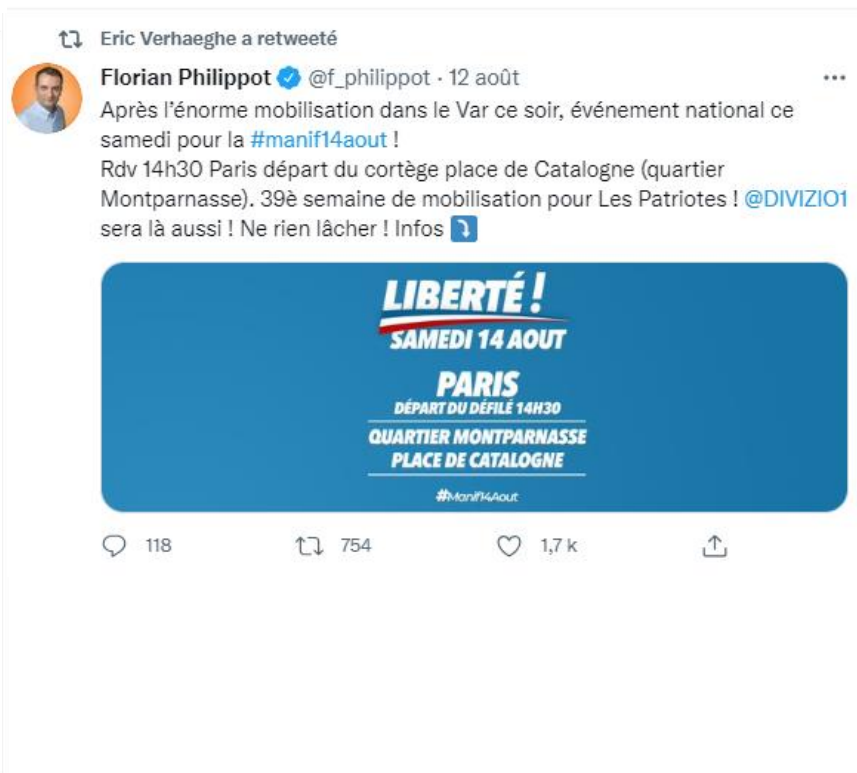 Eric Verhaeghe a retweeté
Florian Philippot @f_philippot · 12 août
Après l'énorme mobilisation dans le Var ce soir, événement national ce
samedi pour la #manif14aout !
Rdv 14h30 Paris départ du cortège place de Catalogne (quartier
Montparnasse). 39è semaine de mobilisation pour Les Patriotes ! @DIVIZIO1
sera là aussi ! Ne rien lâcher ! Infos
LIBERTÉ !
SAMEDI 14 AOUT
PARIS
DÉPART DU DÉFILÉ 14H30
QUARTIER MONTPARNASSE
PLACE DE CATALOGNE
#Manif14Aout
118 754 1,7 k